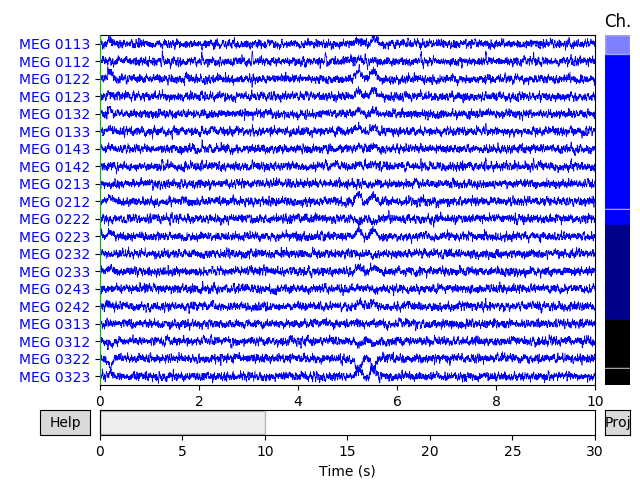 Ch.
MEG 0113
MEG 0112
MEG 0122
MEG 0123
MEG 0132
MEG 0133
MEG 0143
MEG 0142
MEG 0213
MEG 0212
MEG 0222
MEG 0223
MEG 0232
MEG 0233
MEG 0243
MEG 0242
MEG 0313
MEG 0312
MEG 0322
MEG 0323
0 2 4 6 8 10
Help Proj
0 5 10 15 20 25 30
Time (s)